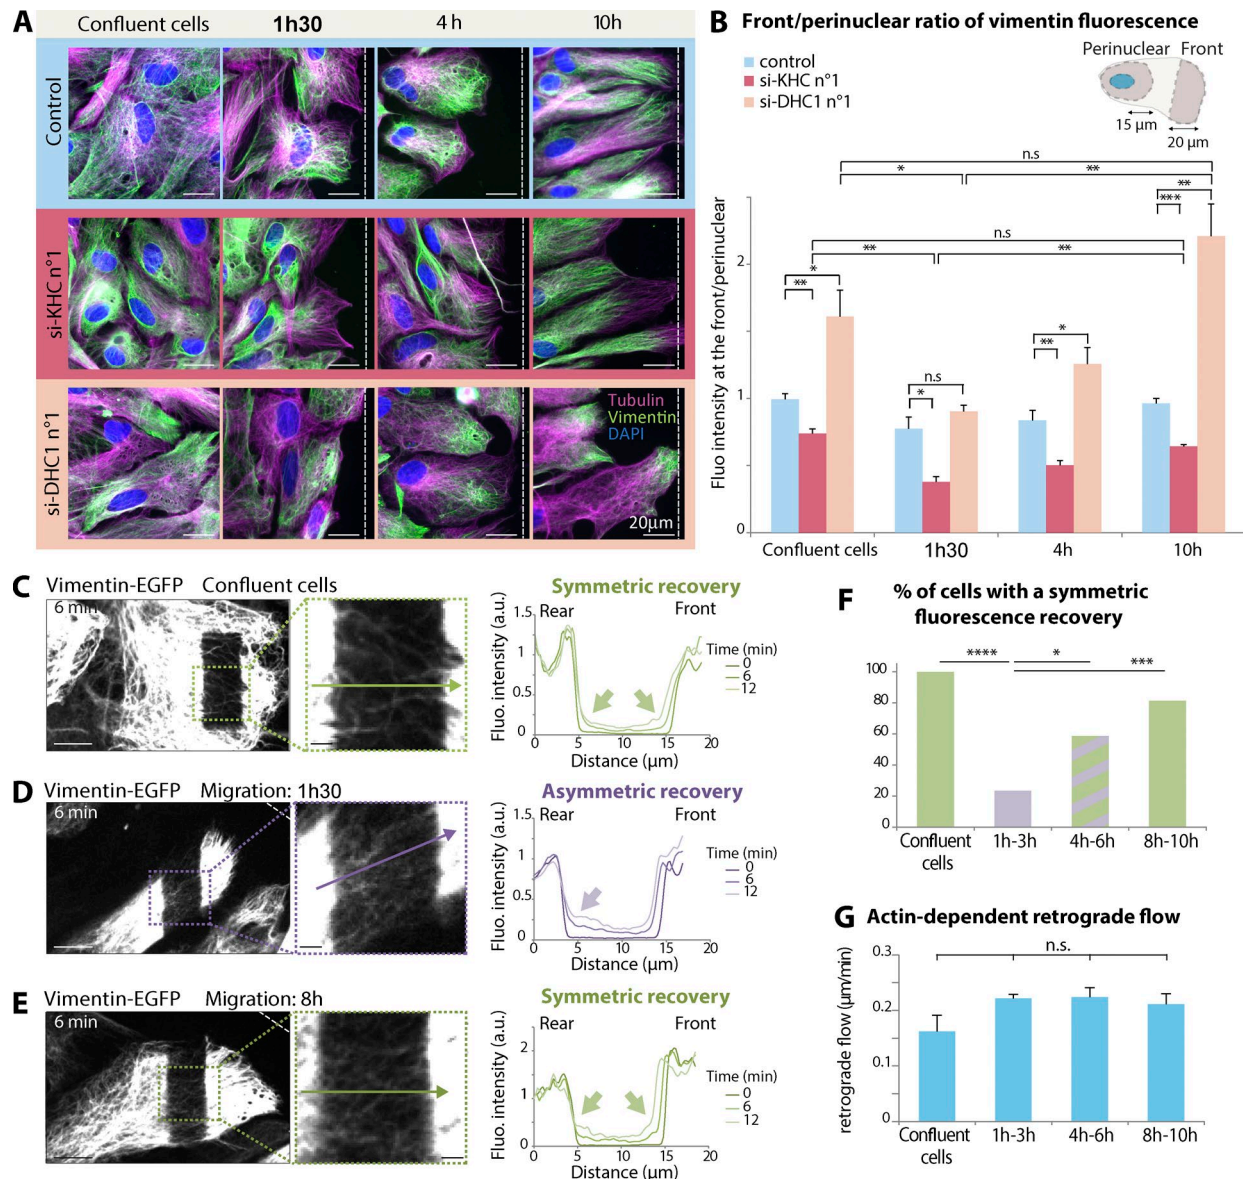 A
Confluent cells
1h30
4 h
10h
Control
si-KHC n°1
si-DHC1 n°1
Tubulin
Vimentin
DAPI
20µm
B Front/perinuclear ratio of vimentin fluorescence
control
si-KHC n°1
si-DHC1 n°1
Perinuclear Front
15 µm
20 µm
Fluo intensity at the front/perinuclear
n.s
* **
n.s
** **
** *
* n.s
** *
*** **
2
1
0
Confluent cells 1h30 4h 10h
C Vimentin-EGFP Confluent cells
6 min
Symmetric recovery
Rear Front
Fluo. intensity (a.u.)
1.5
1
0.5
0
0 5 10 15 20
Distance (µm)
Time (min)
0
6
12
D Vimentin-EGFP Migration: 1h30
6 min
Asymmetric recovery
Rear Front
Fluo. intensity (a.u.)
1.5
1
0.5
0
0 5 10 15 20
Distance (µm)
Time (min)
0
6
12
E Vimentin-EGFP Migration: 8h
6 min
Symmetric recovery
Rear Front
Fluo. intensity (a.u.)
2
1.5
1
0.5
0
0 5 10 15 20
Distance (µm)
Time (min)
0
6
12
F % of cells with a symmetric
fluorescence recovery
**** * ***
100
80
60
40
20
0
Confluent
cells
1h-3h
4h-6h
8h-10h
G Actin-dependent retrograde flow
n.s.
retrograde flow (µm/min)
0.3
0.2
0.1
0
Confluent
cells
1h-3h
4h-6h
8h-10h